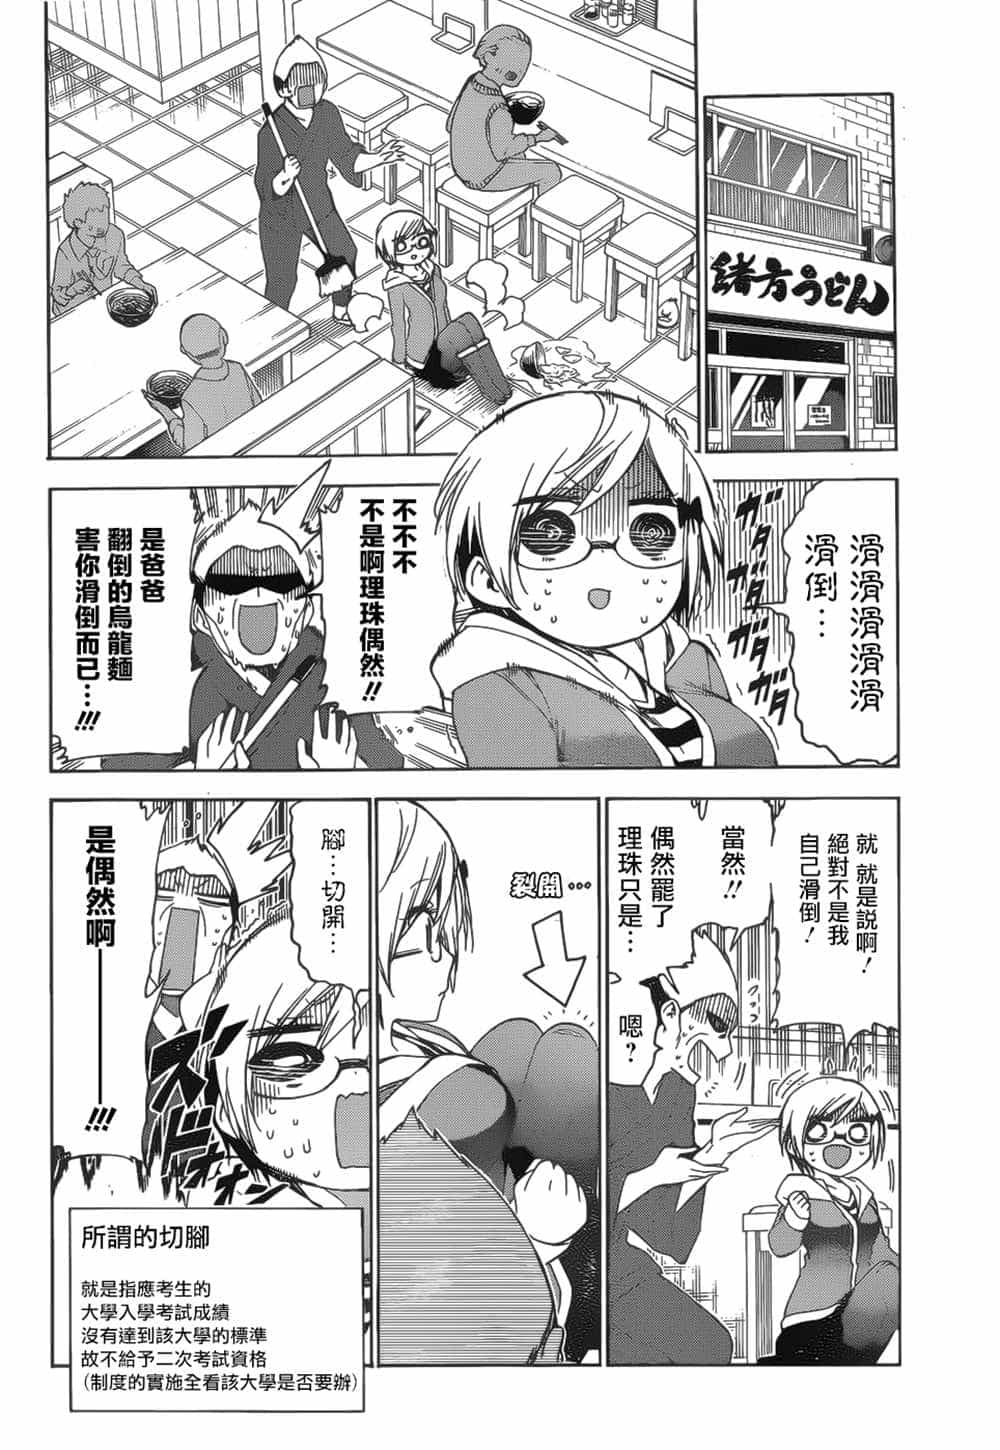 緒方うどん
滑滑滑滑滑
滑倒…
ガタガタガタガタ
不不不
不是啊理珠偶然!!
是爸爸
翻倒的烏龍麵
害你滑倒而已…!!!
就 就是説啊!
絕對不是我
自己滑倒!
當然!!
偶然罷了
理珠只是…
嗯?
裂開…
腳…切開…
是偶然啊——!!!
所謂的切腳
就是指應考生的
大學入學考試成績
沒有達到該大學的標準
故不給予二次考試資格
(制度的實施全看該大學是否要辦)